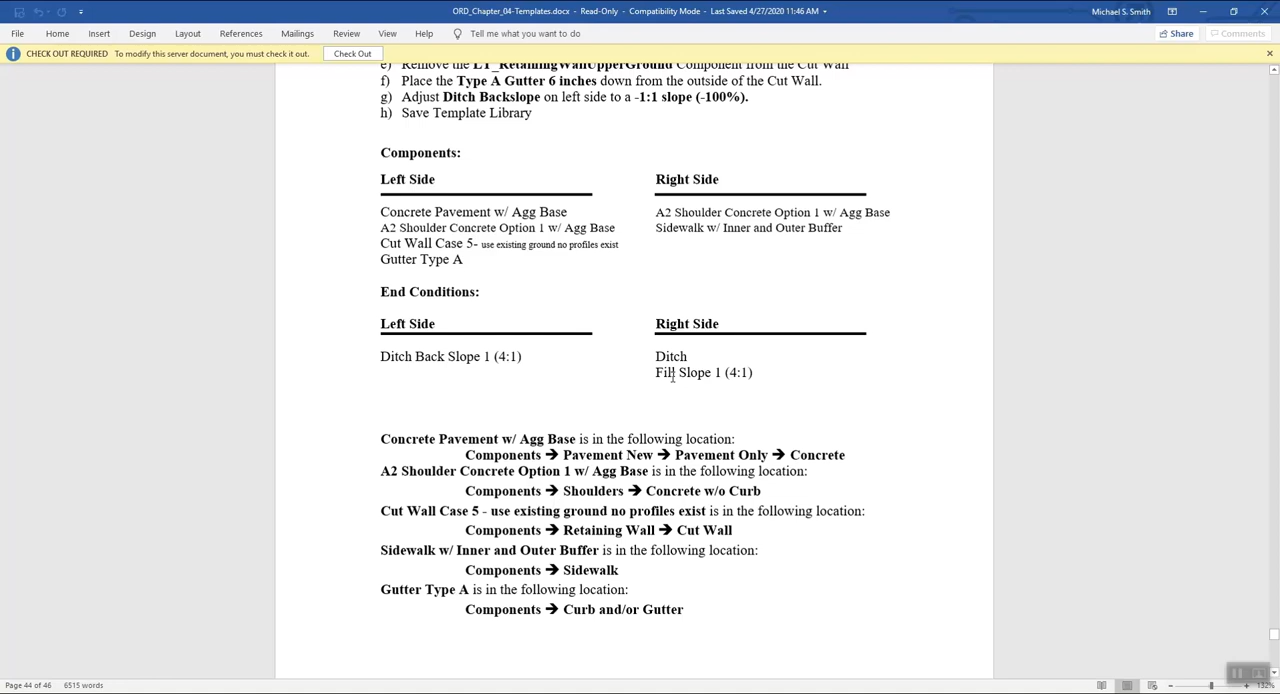 ORD_Chapter_04-Templates.docx - Read-Only - Compatibility Mode - Last Saved 4/27/2020 11:46 AM
Michael S. Smith
File Home Insert Design Layout References Mailings Review View Help Tell me what you want to do Share Comments
CHECK OUT REQUIRED To modify this server document, you must check it out. Check Out
e) Remove the LT_RetainingWallUpperGround Component from the Cut Wall
f) Place the Type A Gutter 6 inches down from the outside of the Cut Wall.
g) Adjust Ditch Backslope on left side to a -1:1 slope (-100%).
h) Save Template Library
Components:
Left Side Right Side
Concrete Pavement w/ Agg Base A2 Shoulder Concrete Option 1 w/ Agg Base
A2 Shoulder Concrete Option 1 w/ Agg Base Sidewalk w/ Inner and Outer Buffer
Cut Wall Case 5- use existing ground no profiles exist
Gutter Type A
End Conditions:
Left Side Right Side
Ditch Back Slope 1 (4:1) Ditch
Fill Slope 1 (4:1)
Concrete Pavement w/ Agg Base is in the following location:
Components → Pavement New → Pavement Only → Concrete
A2 Shoulder Concrete Option 1 w/ Agg Base is in the following location:
Components → Shoulders → Concrete w/o Curb
Cut Wall Case 5 - use existing ground no profiles exist is in the following location:
Components → Retaining Wall → Cut Wall
Sidewalk w/ Inner and Outer Buffer is in the following location:
Components → Sidewalk
Gutter Type A is in the following location:
Components → Curb and/or Gutter
Page 44 of 46 6515 words 132%